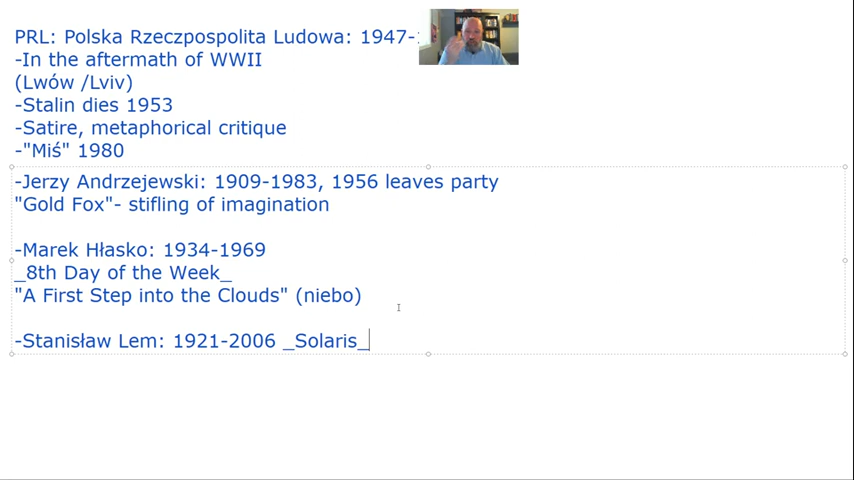 PRL: Polska Rzeczpospolita Ludowa: 1947-
-In the aftermath of WWII
(Lwów /Lviv)
-Stalin dies 1953
-Satire, metaphorical critique
-"Miś" 1980
-Jerzy Andrzejewski: 1909-1983, 1956 leaves party
"Gold Fox"- stifling of imagination
-Marek Hłasko: 1934-1969
_8th Day of the Week_
"A First Step into the Clouds" (niebo)
-Stanisław Lem: 1921-2006 _Solaris_